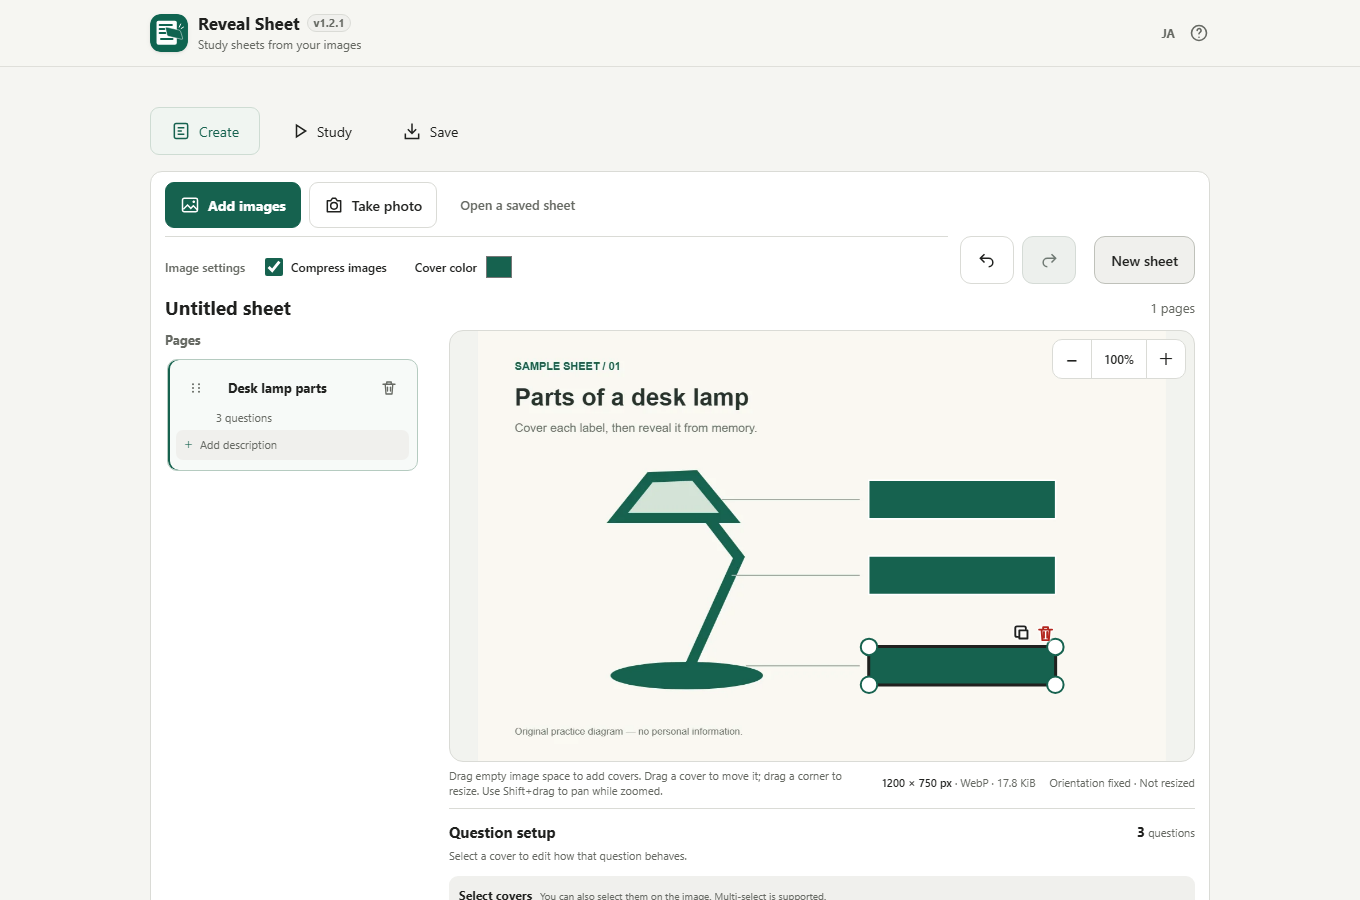 Reveal Sheet v1.2.1
Study sheets from your images
JA
Create
Study
Save
Add images
Take photo
Open a saved sheet
Image settings
Compress images
Cover color
New sheet
Untitled sheet
1 pages
Pages
Desk lamp parts
3 questions
+ Add description
SAMPLE SHEET / 01
Parts of a desk lamp
Cover each label, then reveal it from memory.
100%
Original practice diagram — no personal information.
Drag empty image space to add covers. Drag a cover to move it; drag a corner to
resize. Use Shift+drag to pan while zoomed.
1200 × 750 px · WebP · 17.8 KiB
Orientation fixed · Not resized
Question setup
3 questions
Select a cover to edit how that question behaves.
Select covers You can also select them on the image. Multi-select is supported.